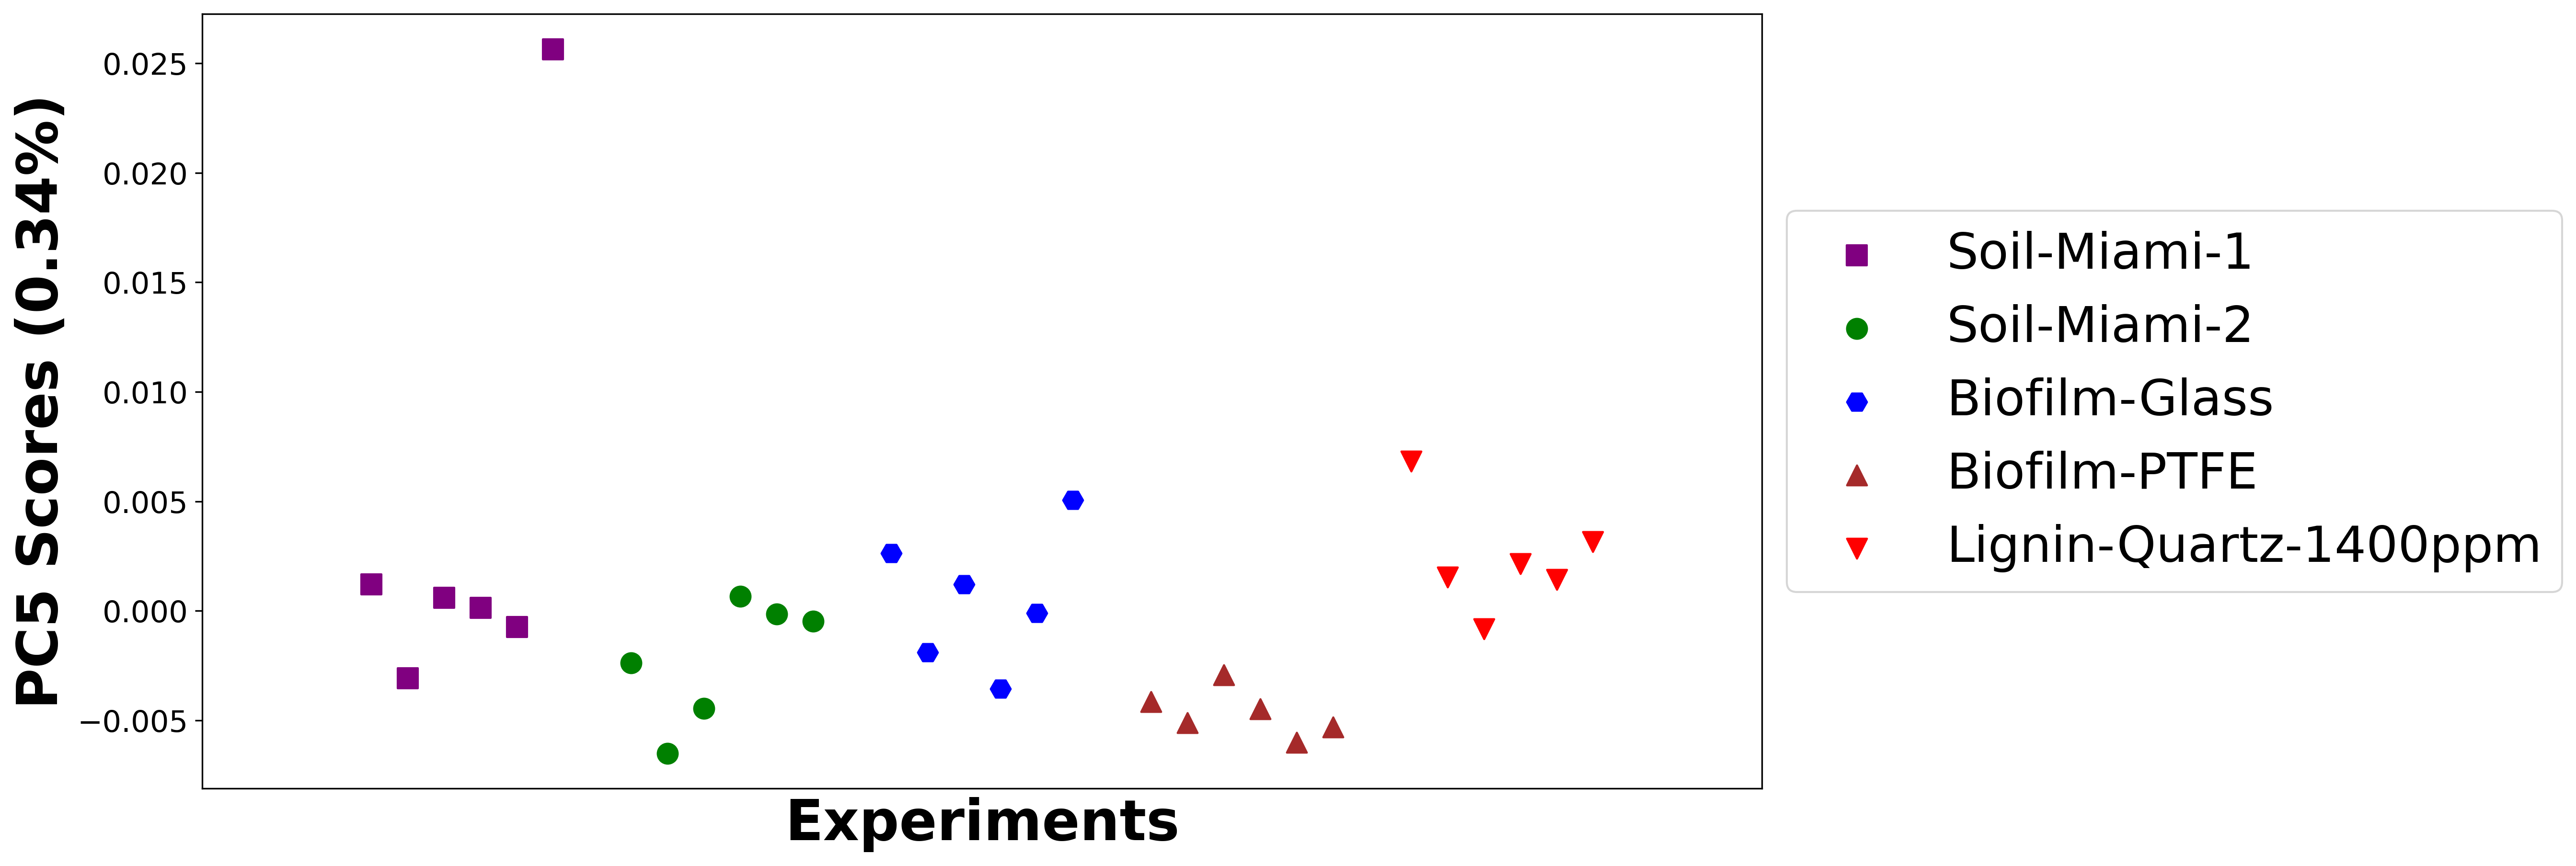 PC5 Scores (0.34%)
0.025
0.020
0.015
0.010
0.005
0.000
−0.005
Experiments
Soil-Miami-1
Soil-Miami-2
Biofilm-Glass
Biofilm-PTFE
Lignin-Quartz-1400ppm